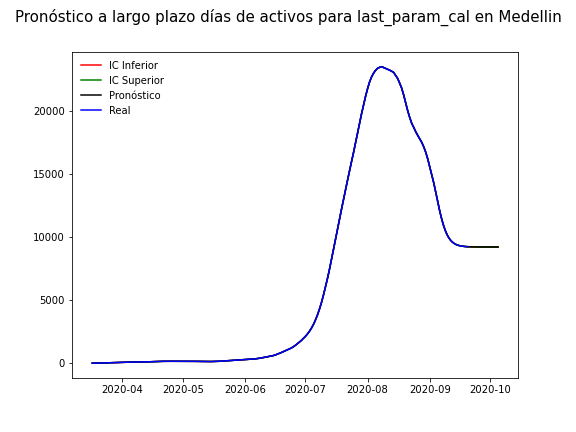 Pronóstico a largo plazo días de activos para last_param_cal en Medellin
IC Inferior
IC Superior
Pronóstico
Real
20000
15000
10000
5000
0
2020-04 2020-05 2020-06 2020-07 2020-08 2020-09 2020-10